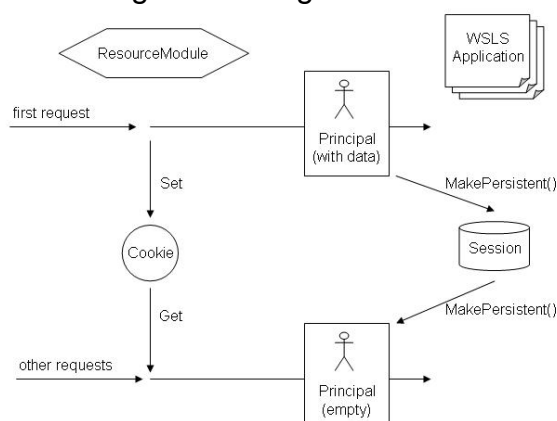 ResourceModule
WSLS
Application
first request
Principal
(with data)
Set
MakePersistent()
Cookie
Session
Get
MakePersistent()
other requests
Principal
(empty)